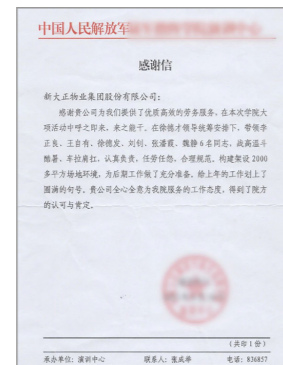 中国人民解放军
感谢信
新大正物业集团股份有限公司：
感谢贵公司为我们提供了优质高效的劳务服务，在本次学院大
项活动中呼之即来，来之能干。在徐德才领导统筹安排下，带领李
正良、王自有、徐德发、刘钊、张潘霞、魏静6名同志，战高温斗
酷暑、车拉肩扛，认真负责，任劳任怨，合理规范。构建架设2000
多平方场地环境，为后期工作做了充分准备。给上年的工作划上了
圆满的句号。贵公司全心全意为我院服务的工作态度，得到了院方
的认可与肯定。
（共印1份）
承办单位：演训中心 联系人：张成举 电话：836857